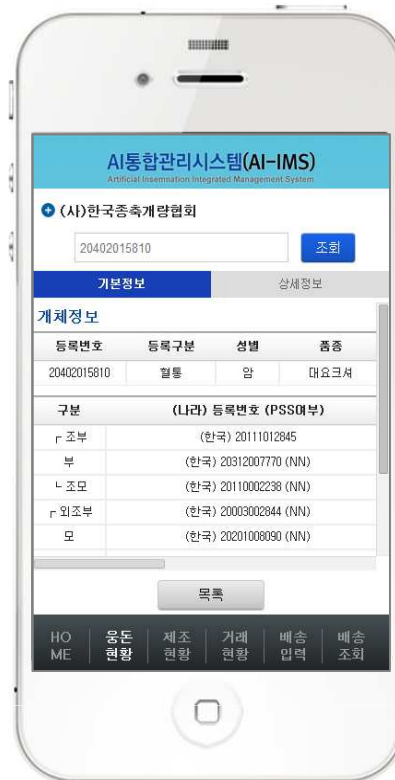 AI통합관리시스템(AI-IMS)
Artificial Insemnation Integrated Management System
(사)한국종축개량협회
20402015810 조회
기본정보 상세정보
개체정보
등록번호 등록구분 성별 품종
20402015810 혈통 암 대요크셔
구분 (나라) 등록번호 (PSS여부)
┌ 조부 (한국) 20111012845
부 (한국) 20312007770 (NN)
└ 조모 (한국) 20110002238 (NN)
┌ 외조부 (한국) 20003002844 (NN)
모 (한국) 20201008090 (NN)
목록
HO 웅돈 제조 거래 배송 배송
ME 현황 현황 현황 입력 조회